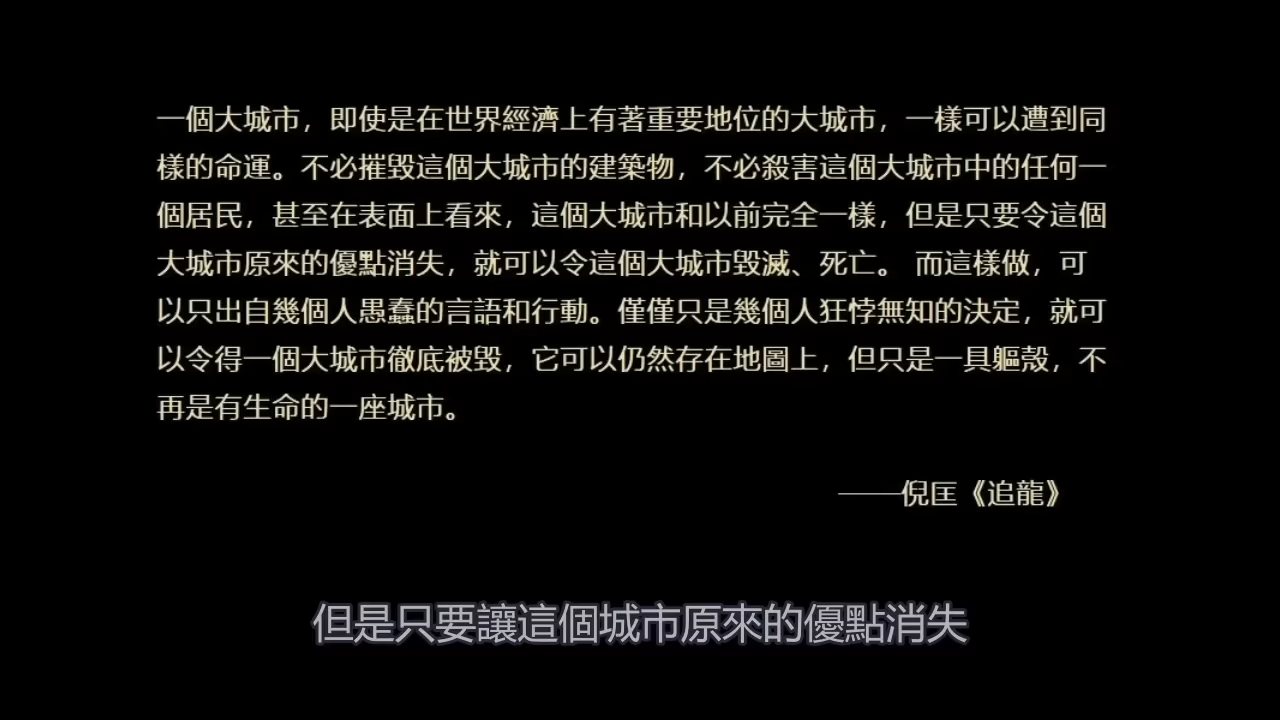 一個大城市，即使是在世界經濟上有著重要地位的大城市，一樣可以遭到同
樣的命運。不必摧毀這個大城市的建築物，不必殺害這個大城市中的任何一
個居民，甚至在表面上看來，這個大城市和以前完全一樣，但是只要令這個
大城市原來的優點消失，就可以令這個大城市毀滅、死亡。 而這樣做，可
以只出自幾個人愚蠢的言語和行動。僅僅只是幾個人狂悖無知的決定，就可
以令得一個大城市徹底被毀，它可以仍然存在地圖上，但只是一具軀殼，不
再是有生命的一座城市。
——倪匡《追龍》
但是只要讓這個城市原來的優點消失